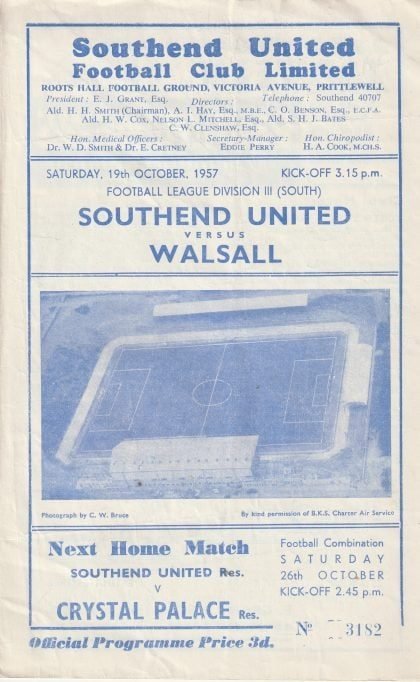 Southend United
Football Club Limited
ROOTS HALL FOOTBALL GROUND, VICTORIA AVENUE, PRITTLEWELL
President : E. J. GRANT, Esq. Directors : Telephone : Southend 40707
Ald. H. H. SMITH (Chairman), A. I. HAY, Esq., M.B.E., C. O. BENSON, Esq., E.C.F.A.
Ald. H. W. COX, NELSON L. MITCHELL, Esq., Ald. S. H. J. BATES
C. W. CLENSHAW, Esq.
Hon. Medical Officers : Secretary-Manager : Hon. Chiropodist :
Dr. W. D. SMITH & Dr. E. CRETNEY EDDIE PERRY H. A. COOK, M.CH.S.
SATURDAY, 19th OCTOBER, 1957 KICK-OFF 3.15 p.m.
FOOTBALL LEAGUE DIVISION III (SOUTH)
SOUTHEND UNITED
VERSUS
WALSALL
Photograph by C. W. Bruce By kind permission of B.K.S. Charter Air Service
Next Home Match
SOUTHEND UNITED Res.
v
CRYSTAL PALACE Res.
Football Combination
SATURDAY
26th OCTOBER
KICK-OFF 2.45 p.m.
Official Programme Price 3d.
Nº 3182